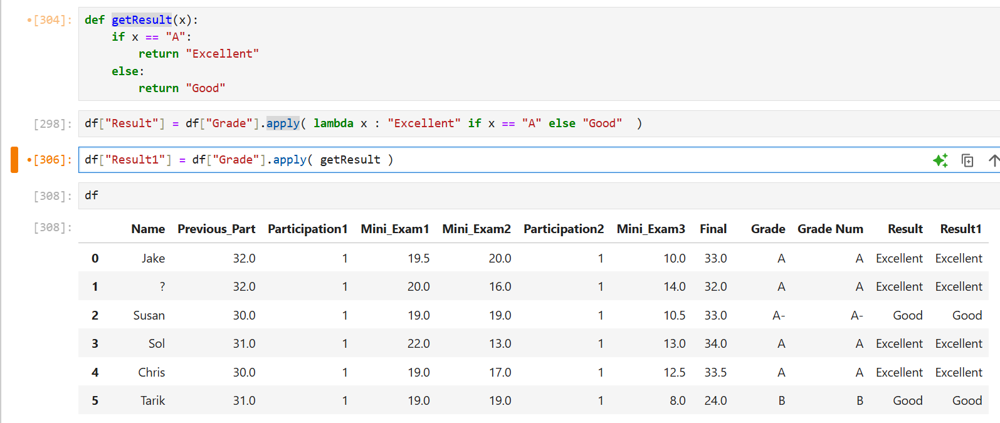 [304]: def getResult(x):
if x == "A":
return "Excellent"
else:
return "Good"
[298]: df["Result"] = df["Grade"].apply( lambda x : "Excellent" if x == "A" else "Good"  )
[306]: df["Result1"] = df["Grade"].apply( getResult )
[308]: df
[308]: Name Previous_Part Participation1 Mini_Exam1 Mini_Exam2 Participation2 Mini_Exam3 Final Grade Grade Num Result Result1
0 Jake 32.0 1 19.5 20.0 1 10.0 33.0 A A Excellent Excellent
1 ? 32.0 1 20.0 16.0 1 14.0 32.0 A A Excellent Excellent
2 Susan 30.0 1 19.0 19.0 1 10.5 33.0 A- A- Good Good
3 Sol 31.0 1 22.0 13.0 1 13.0 34.0 A A Excellent Excellent
4 Chris 30.0 1 19.0 17.0 1 12.5 33.5 A A Excellent Excellent
5 Tarik 31.0 1 19.0 19.0 1 8.0 24.0 B B Good Good